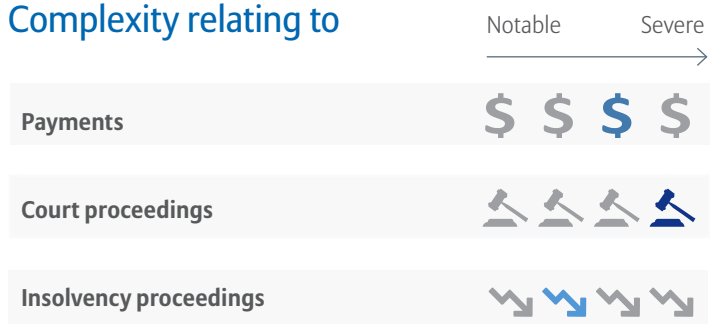 Complexity relating to
Notable Severe
Payments
$ $ $ $
Court proceedings
Insolvency proceedings